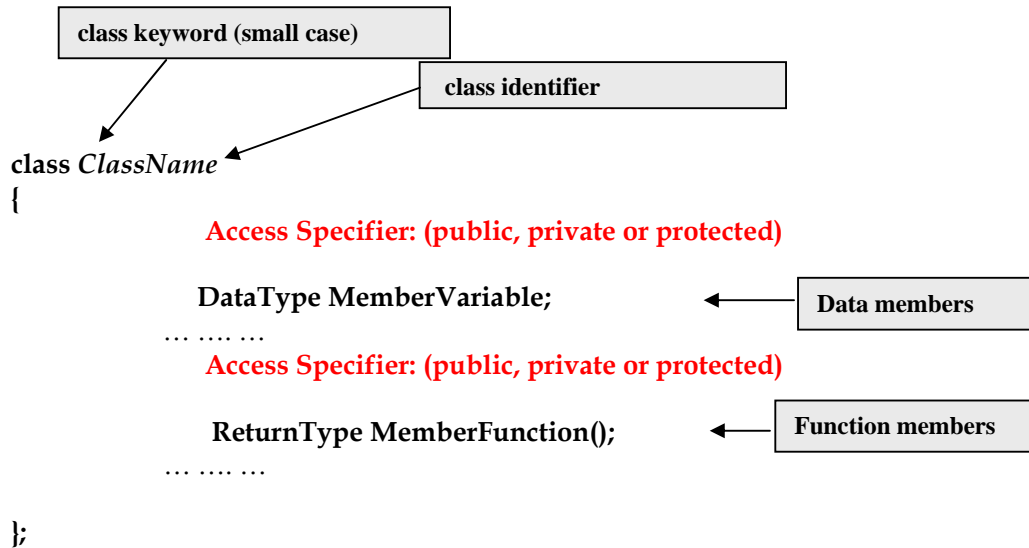 class keyword (small case)
class identifier
class ClassName
{
Access Specifier: (public, private or protected)
DataType MemberVariable;
Data members
… …. …
Access Specifier: (public, private or protected)
ReturnType MemberFunction();
Function members
… …. …
};